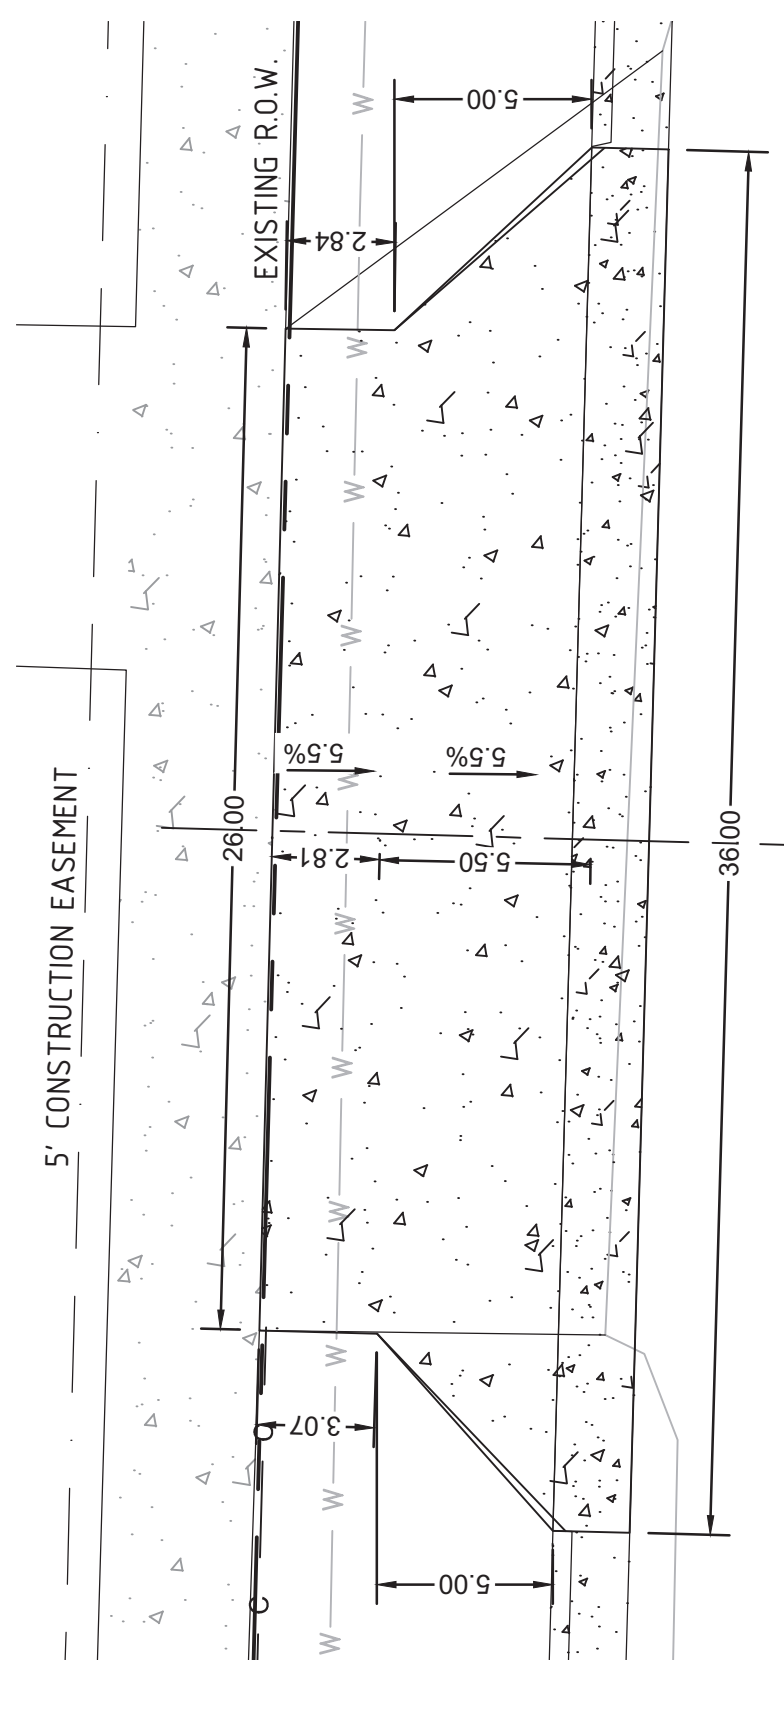 EXISTING R.O.W.
W
5.00
2.84
W
W
W
5.5%
5.5%
W
26.00
36.00
5' CONSTRUCTION EASEMENT
2.81
5.50
W
W
W
W
3.07
W
5.00
C
W